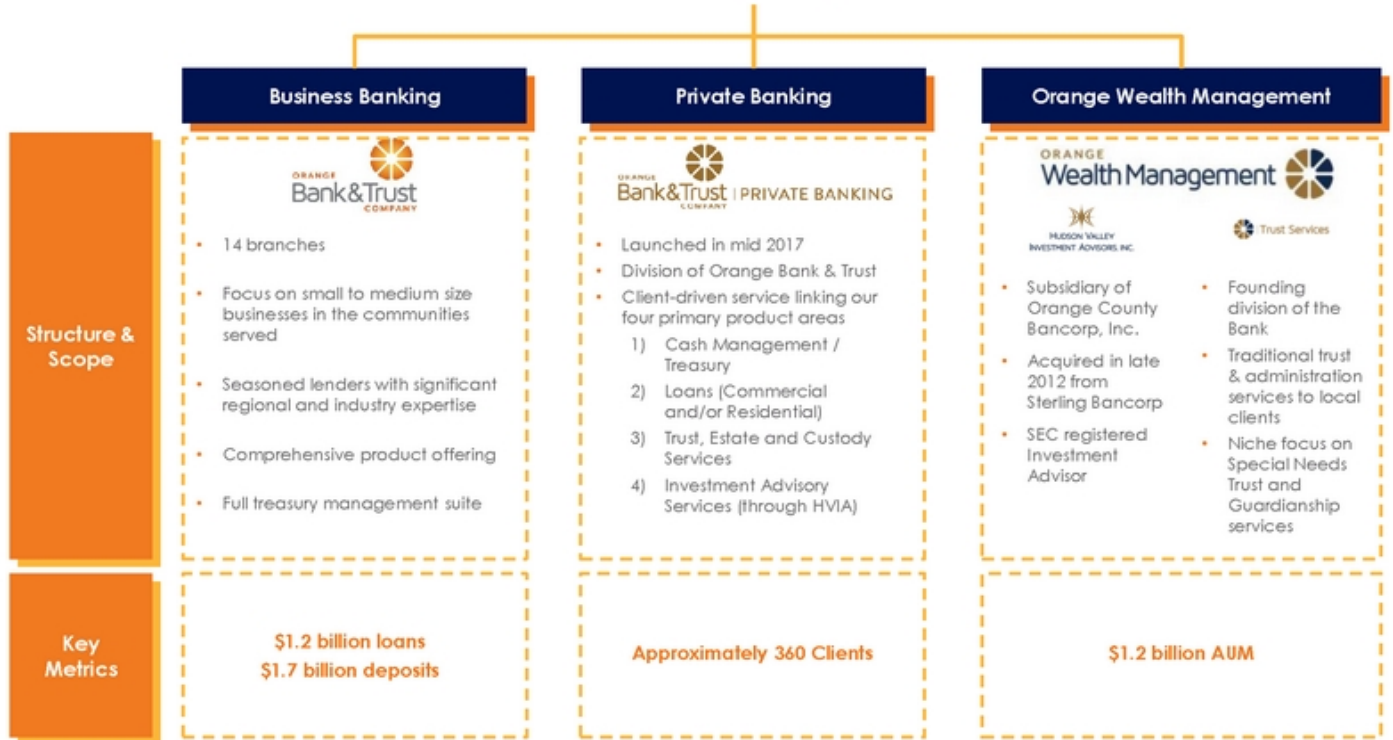 Business Banking
Private Banking
Orange Wealth Management
Structure &
Scope
ORANGE
Bank&Trust
COMPANY
• 14 branches
• Focus on small to medium size
businesses in the communities
served
• Seasoned lenders with significant
regional and industry expertise
• Comprehensive product offering
• Full treasury management suite
ORANGE
Bank&Trust | PRIVATE BANKING
COMPANY
• Launched in mid 2017
• Division of Orange Bank & Trust
• Client-driven service linking our
four primary product areas
1) Cash Management /
Treasury
2) Loans (Commercial
and/or Residential)
3) Trust, Estate and Custody
Services
4) Investment Advisory
Services (through HVIA)
ORANGE
Wealth Management
HUDSON VALLEY
INVESTMENT ADVISORS, INC.
• Subsidiary of
Orange County
Bancorp, Inc.
• Acquired in late
2012 from
Sterling Bancorp
• SEC registered
Investment
Advisor
Trust Services
• Founding
division of the
Bank
• Traditional trust
& administration
services to local
clients
• Niche focus on
Special Needs
Trust and
Guardianship
services
Key
Metrics
$1.2 billion loans
$1.7 billion deposits
Approximately 360 Clients
$1.2 billion AUM